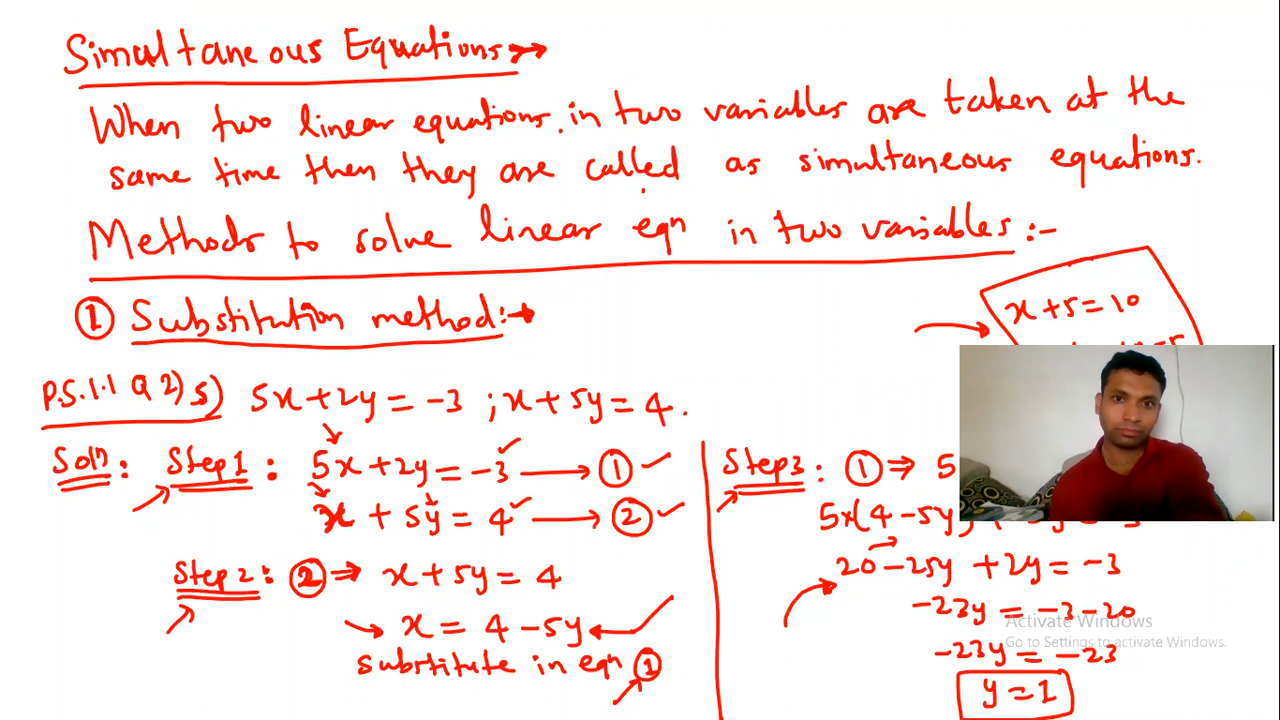 Simultaneous Equations →
When two linear equations in two variables are taken at the
same time then they are called as simultaneous equations.
Methods to solve linear eqn in two variables :-
① Substitution method :→
x + 5 = 10
P.S. 1.1 Q 2) 5) 5x + 2y = -3 ; x + 5y = 4 .
Soln : Step 1 : 5x + 2y = -3 → ①
x + 5y = 4 → ②
Step 2 : ② ⇒ x + 5y = 4
x = 4 - 5y
substitute in eqn ①
Step 3 : ① ⇒ 5
5x(4 - 5y)
20 - 25y + 2y = -3
-23y = -3 - 20
-23y = -23
y = 1
Activate Windows
Go to Settings to activate Windows.